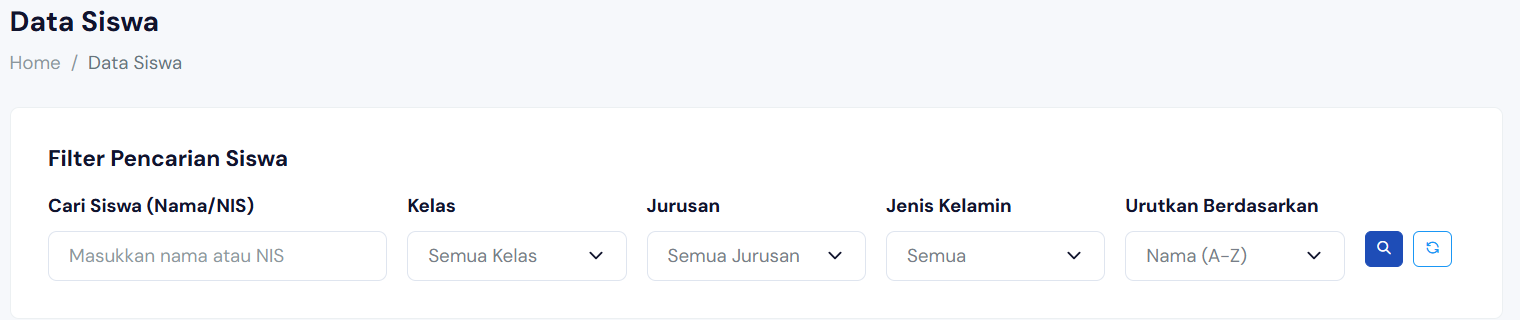 Data Siswa
Home / Data Siswa
Filter Pencarian Siswa
Cari Siswa (Nama/NIS) Kelas Jurusan Jenis Kelamin Urutkan Berdasarkan
Masukkan nama atau NIS Semua Kelas Semua Jurusan Semua Nama (A-Z)